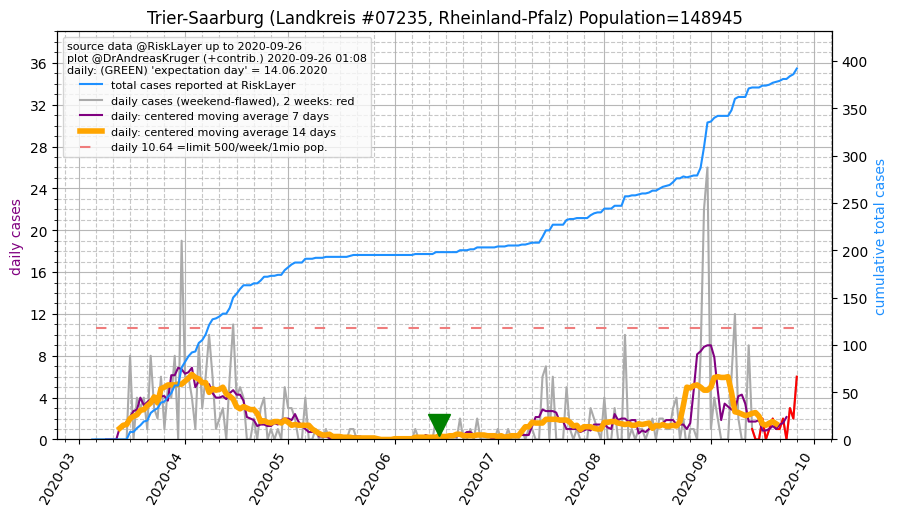 Trier-Saarburg (Landkreis #07235, Rheinland-Pfalz) Population=148945
source data @RiskLayer up to 2020-09-26
plot @DrAndreasKruger (+contrib.) 2020-09-26 01:08
daily: (GREEN) 'expectation day' = 14.06.2020
total cases reported at RiskLayer
daily cases (weekend-flawed), 2 weeks: red
daily: centered moving average 7 days
daily: centered moving average 14 days
daily 10.64 =limit 500/week/1mio pop.
daily cases
36
32
28
24
20
16
12
8
4
0
400
350
300
250
200
150
100
50
0
cumulative total cases
2020-03
2020-04
2020-05
2020-06
2020-07
2020-08
2020-09
2020-10